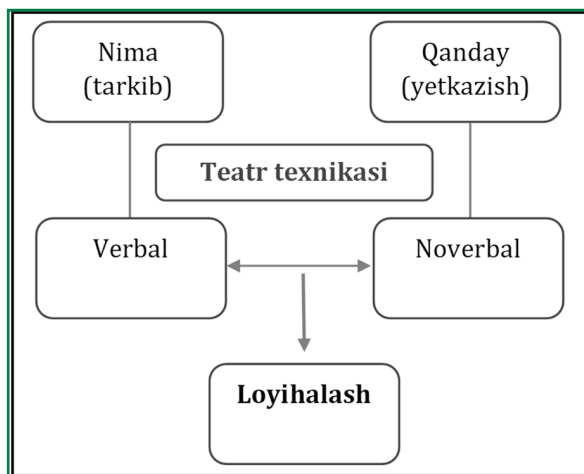 Nima
(tarkib)
Qanday
(yetkazish)
Teatr texnikasi
Verbal
Noverbal
Loyihalash